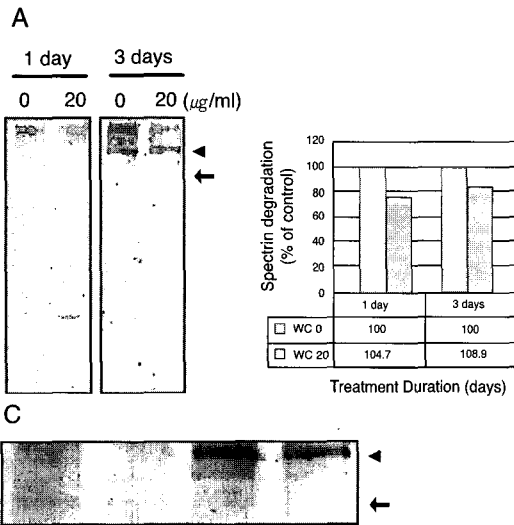 A
1 day 3 days
0 20 0 20 (μg/ml)
120
100
80
60
40
20
0
Spectrin degradation
(% of control)
1 day 3 days
WC 0 100 100
WC 20 104.7 108.9
Treatment Duration (days)
C